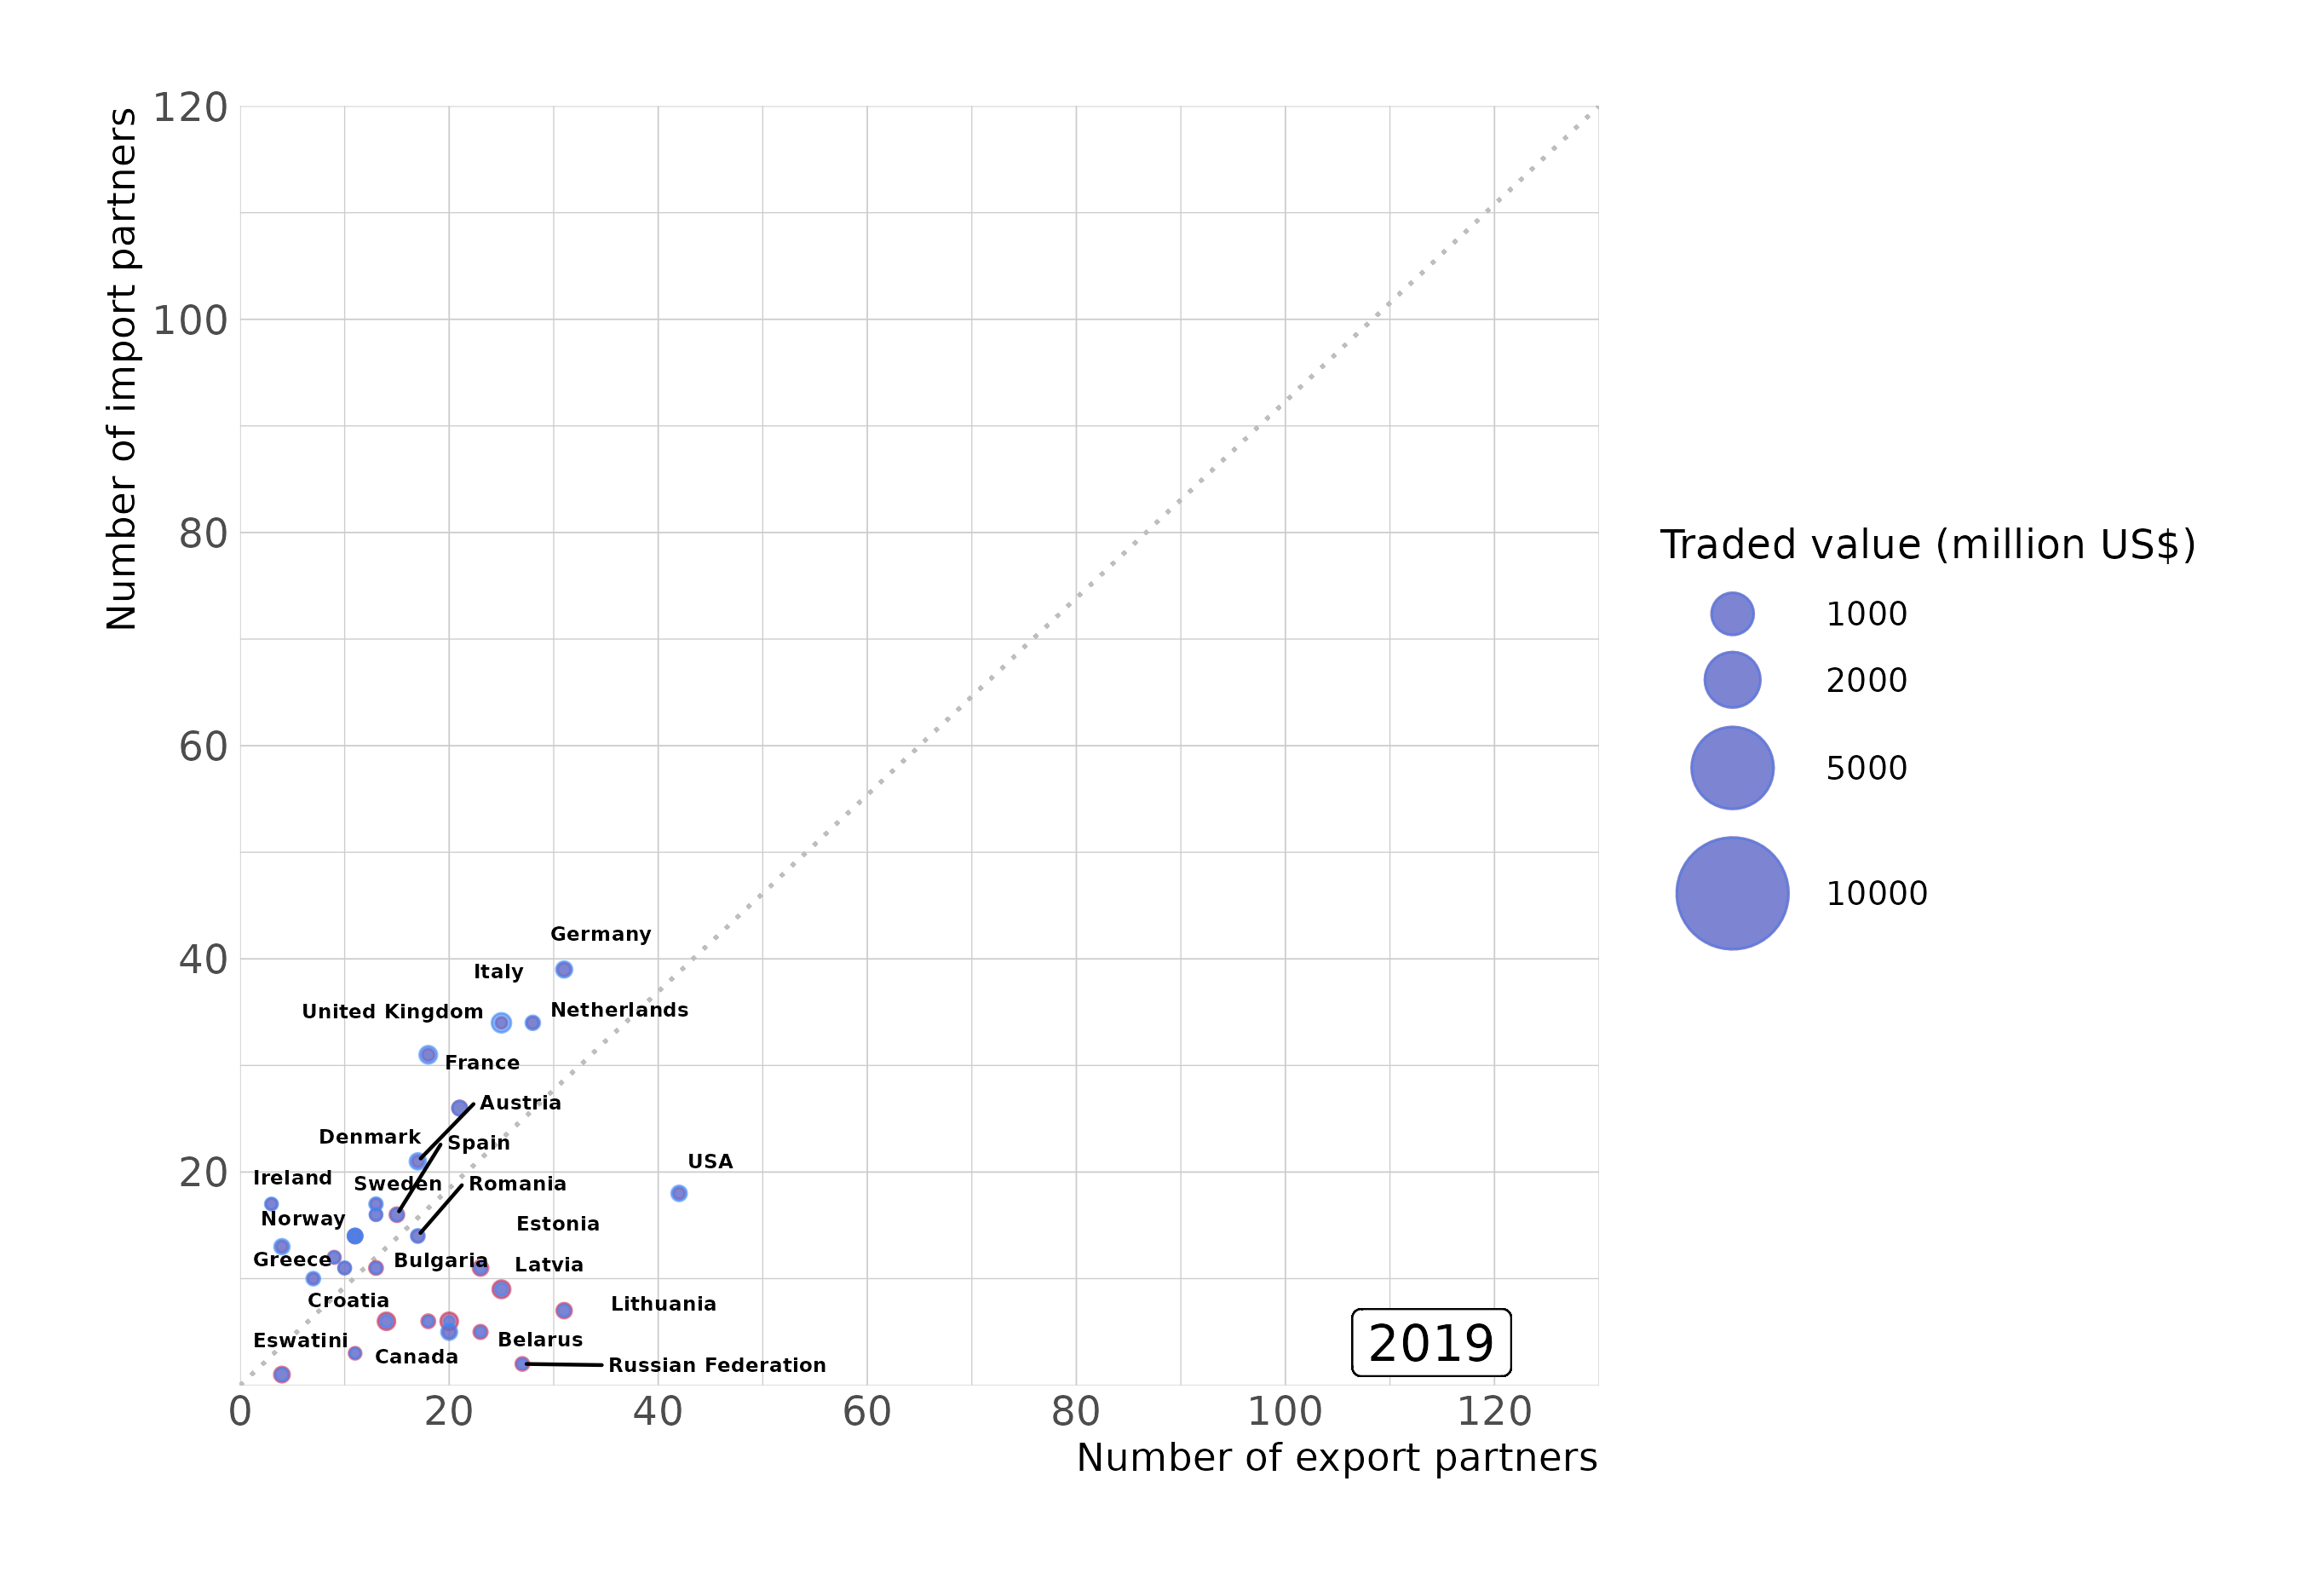 Number of import partners
120
100
80
60
40
20
Germany
Italy
United Kingdom
Netherlands
France
Austria
Denmark
Spain
USA
Ireland
Sweden
Romania
Norway
Estonia
Greece
Bulgaria
Latvia
Croatia
Lithuania
Eswatini
Belarus
Canada
Russian Federation
2019
0
20
40
60
80
100
120
Number of export partners
Traded value (million US$)
1000
2000
5000
10000